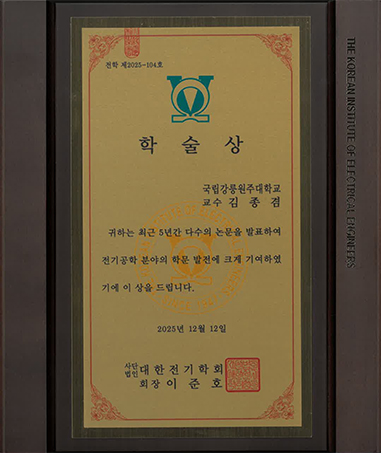 전학 제2025-104호
학 술 상
국립강릉원주대학교
교수 김 종 겸
귀하는 최근 5년간 다수의 논문을 발표하여
전기공학 분야의 학문 발전에 크게 기여하였
기에 이 상을 드립니다.
2025년 12월 12일
사단법인 대한전기학회
회장 이 준 호
THE KOREAN INSTITUTE OF ELECTRICAL ENGINEERS